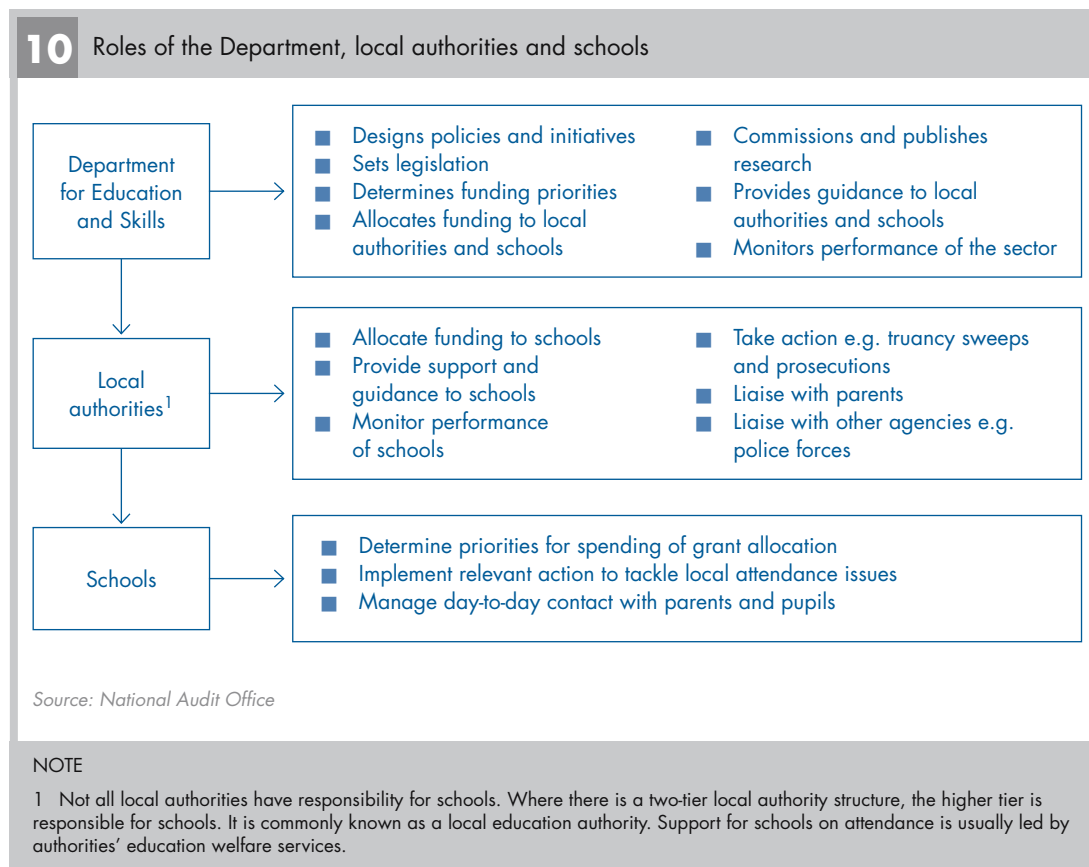 10 Roles of the Department, local authorities and schools
Department
for Education
and Skills
Designs policies and initiatives
Sets legislation
Determines funding priorities
Allocates funding to local
authorities and schools
Commissions and publishes
research
Provides guidance to local
authorities and schools
Monitors performance of the sector
Local
authorities1
Allocate funding to schools
Provide support and
guidance to schools
Monitor performance
of schools
Take action e.g. truancy sweeps
and prosecutions
Liaise with parents
Liaise with other agencies e.g.
police forces
Schools
Determine priorities for spending of grant allocation
Implement relevant action to tackle local attendance issues
Manage day-to-day contact with parents and pupils
Source: National Audit Office
NOTE
1 Not all local authorities have responsibility for schools. Where there is a two-tier local authority structure, the higher tier is
responsible for schools. It is commonly known as a local education authority. Support for schools on attendance is usually led by
authorities' education welfare services.